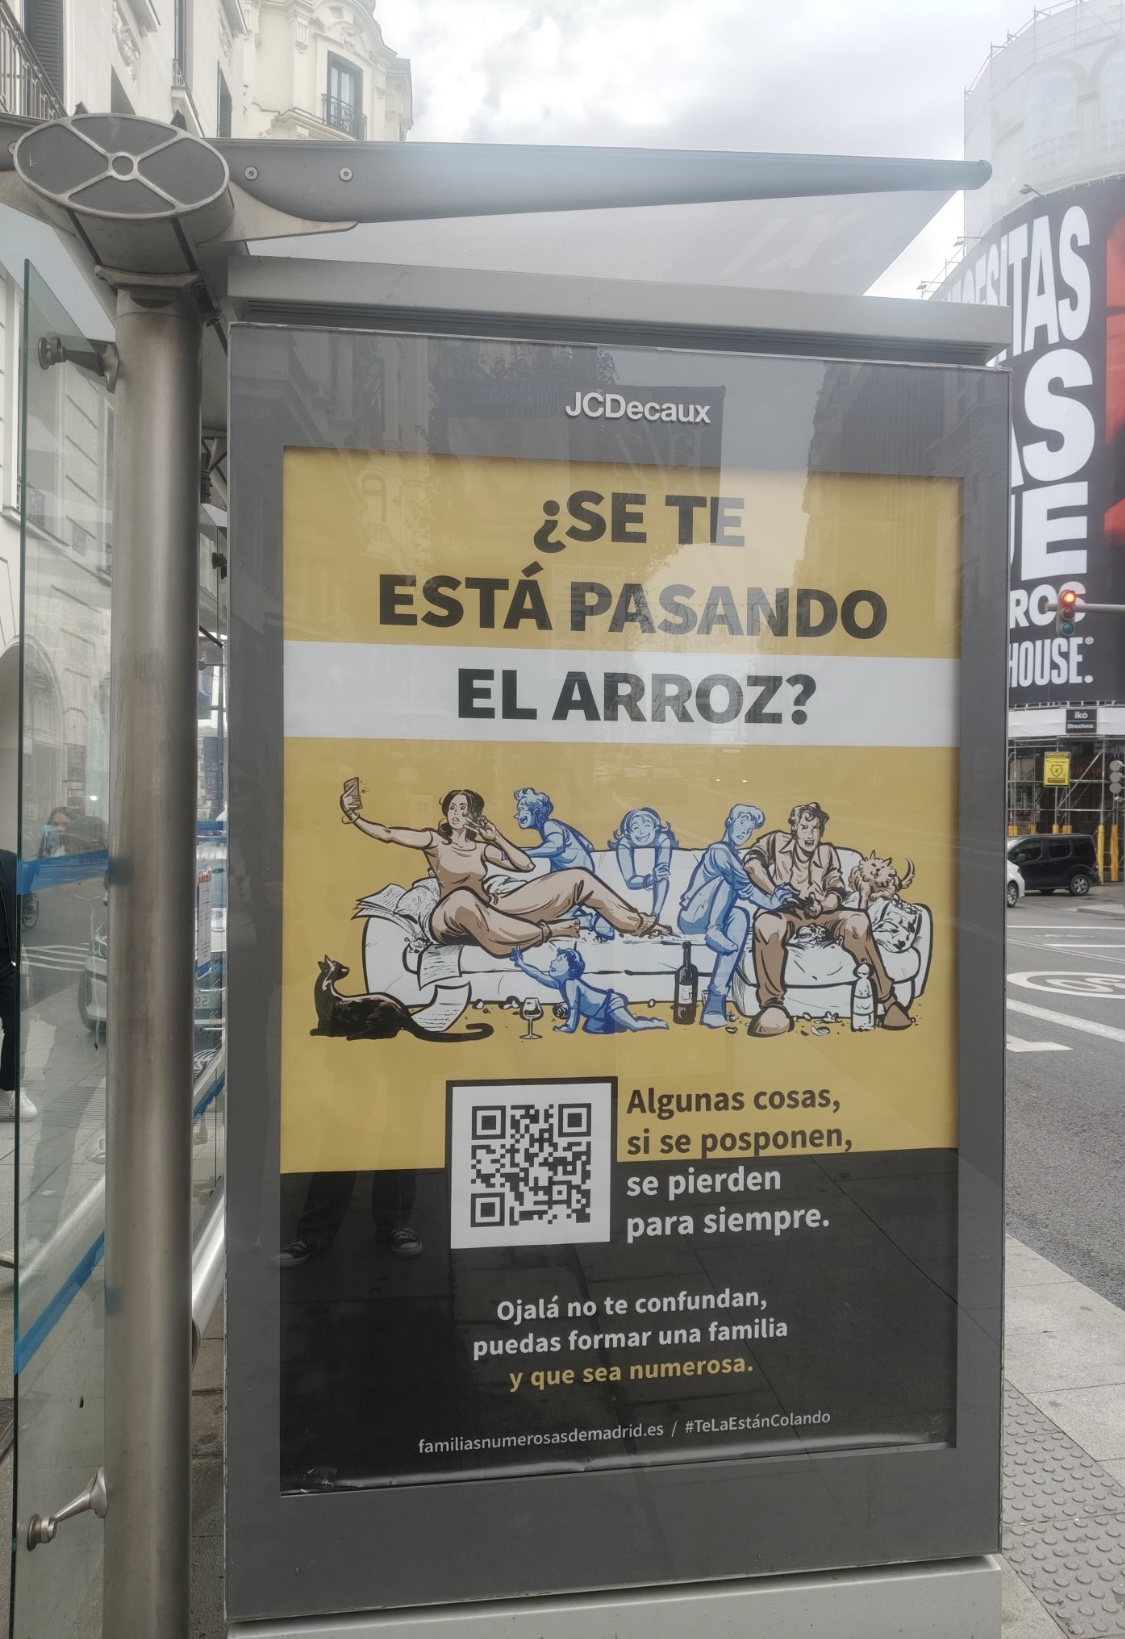 JCDecaux
¿SE TE
ESTÁ PASANDO
EL ARROZ?
Algunas cosas,
si se posponen,
se pierden
para siempre.
Ojalá no te confundan,
puedas formar una familia
y que sea numerosa.
familiasnumerosasdemadrid.es / #TeLaEstánColando
HOUSE.
iko